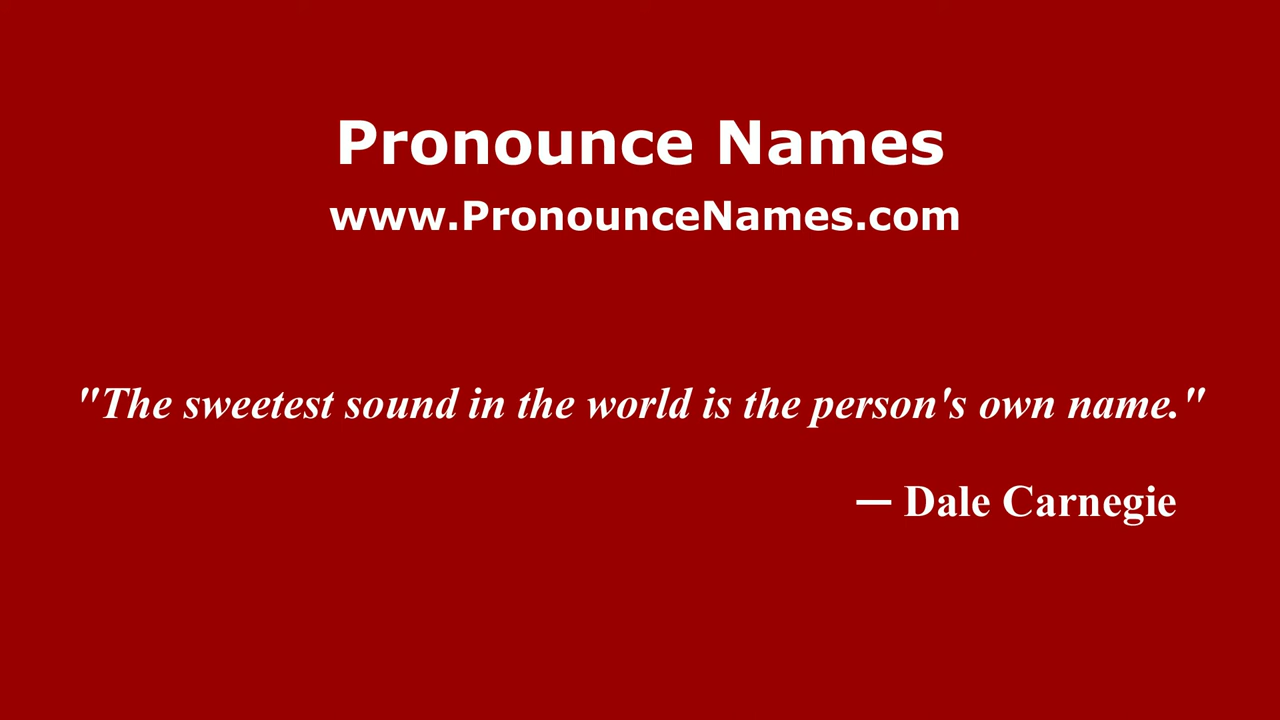 Pronounce Names
www.PronounceNames.com
"The sweetest sound in the world is the person's own name."
— Dale Carnegie